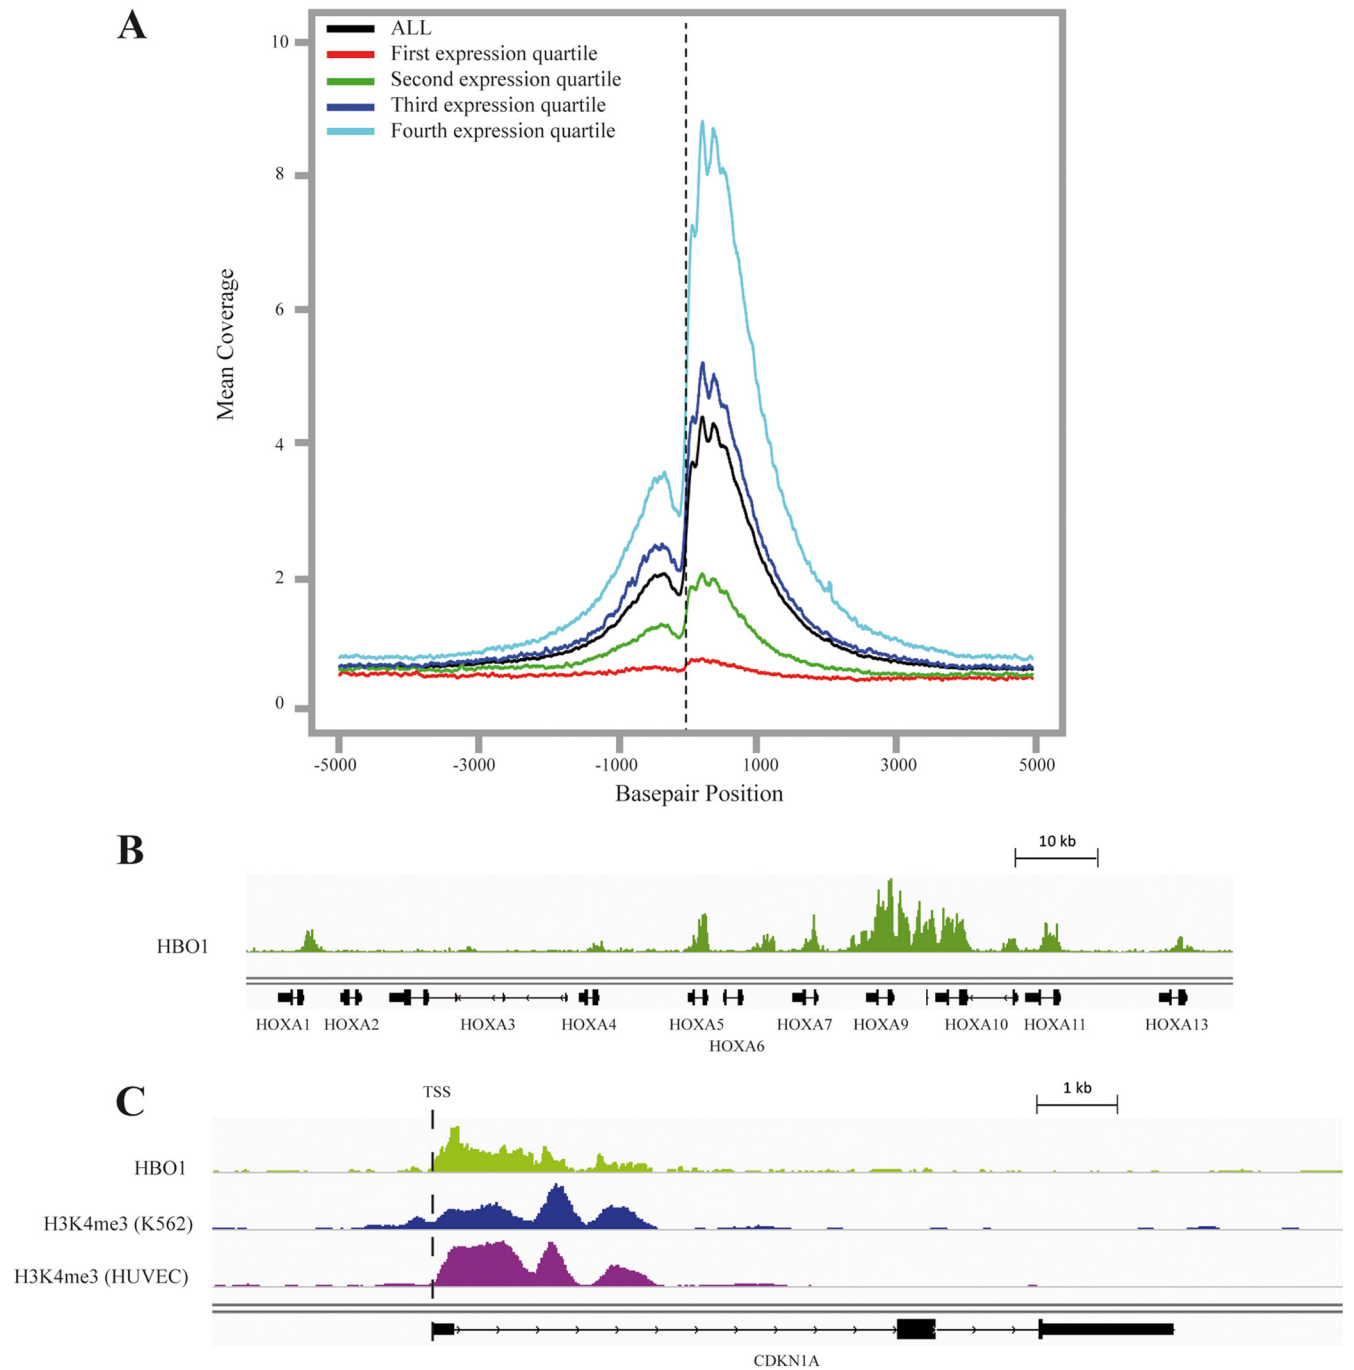 A
ALL
First expression quartile
Second expression quartile
Third expression quartile
Fourth expression quartile
10
8
6
4
2
0
Mean Coverage
-5000 -3000 -1000 1000 3000 5000
Basepair Position
B
10 kb
HBO1
HOXA1 HOXA2 HOXA3 HOXA4 HOXA5 HOXA7 HOXA9 HOXA10 HOXA11 HOXA13
HOXA6
C
TSS
1 kb
HBO1
H3K4me3 (K562)
H3K4me3 (HUVEC)
CDKN1A